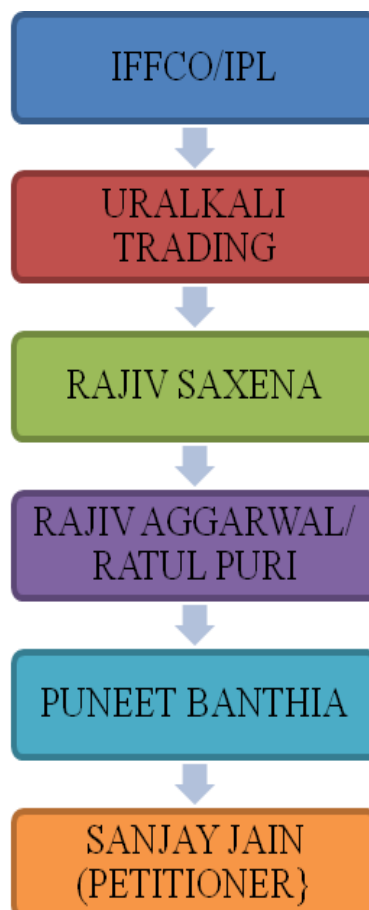 IFFCO/IPL
URALKALI
TRADING
RAJIV SAXENA
RAJIV AGGARWAL/
RATUL PURI
PUNEET BANTHIA
SANJAY JAIN
(PETITIONER}